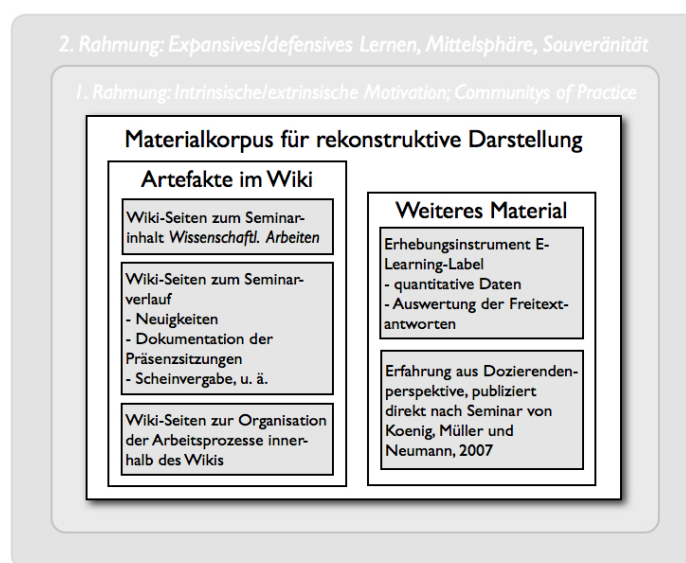 2. Rahmung: Expansives/defensives Lernen, Mittelsphäre, Souveränität
1. Rahmung: Intrinsische/extrinsische Motivation; Communitys of Practice
Materialkorpus für rekonstruktive Darstellung
Artefakte im Wiki
Wiki-Seiten zum Seminar-
inhalt Wissenschaftl. Arbeiten
Wiki-Seiten zum Seminar-
verlauf
- Neuigkeiten
- Dokumentation der
Präsenzsitzungen
- Scheinvergabe, u. ä.
Wiki-Seiten zur Organisation
der Arbeitsprozesse inner-
halb des Wikis
Weiteres Material
Erhebungsinstrument E-
Learning-Label
- quantitative Daten
- Auswertung der Freitext-
antworten
Erfahrung aus Dozierenden-
perspektive, publiziert
direkt nach Seminar von
Koenig, Müller und
Neumann, 2007